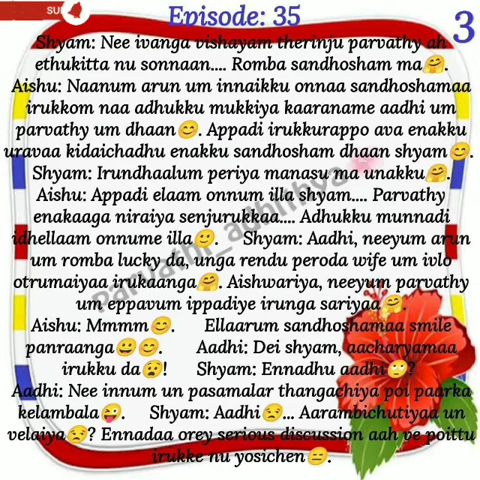 SU
Episode: 35
3
Shyam: Nee ivanga vishayam therinju parvathy ah
ethukitta nu sonnaan.... Romba sandhosham ma🤗.
Aishu: Naanum arun um innaikku onnaa sandhoshamaa
irukkom naa adhukku mukkiya kaaraname aadhi um
parvathy um dhaan😊. Appadi irukkurappo ava enakku
uravaa kidaichadhu enakku sandhosham dhaan shyam😊.
Shyam: Irundhaalum periya manasu ma unakku🤗.
Aishu: Appadi elaam onnum illa shyam.... Parvathy
enakaaga niraiya senjurukkaa.... Adhukku munnadi
idhellaam onnume illa😊. Shyam: Aadhi, neeyum arun
um romba lucky da, unga rendu peroda wife um ivlo
otrumaiyaa irukaanga🤗. Aishwariya, neeyum parvathy
um eppavum ippadiye irunga sariyaa🤗
Aishu: Mmmm😊. Ellaarum sandhoshamaa smile
panraanga😀😊. Aadhi: Dei shyam, aacharyamaa
irukku da😧! Shyam: Ennadhu aadhi🙄?
Aadhi: Nee innum un pasamalar thangachiya poi paarka
kelambala😜. Shyam: Aadhi😒... Aarambichutiyaa un
velaiya😒? Ennadaa orey serious discussion aah ve poittu
irukke nu yosichen😑.